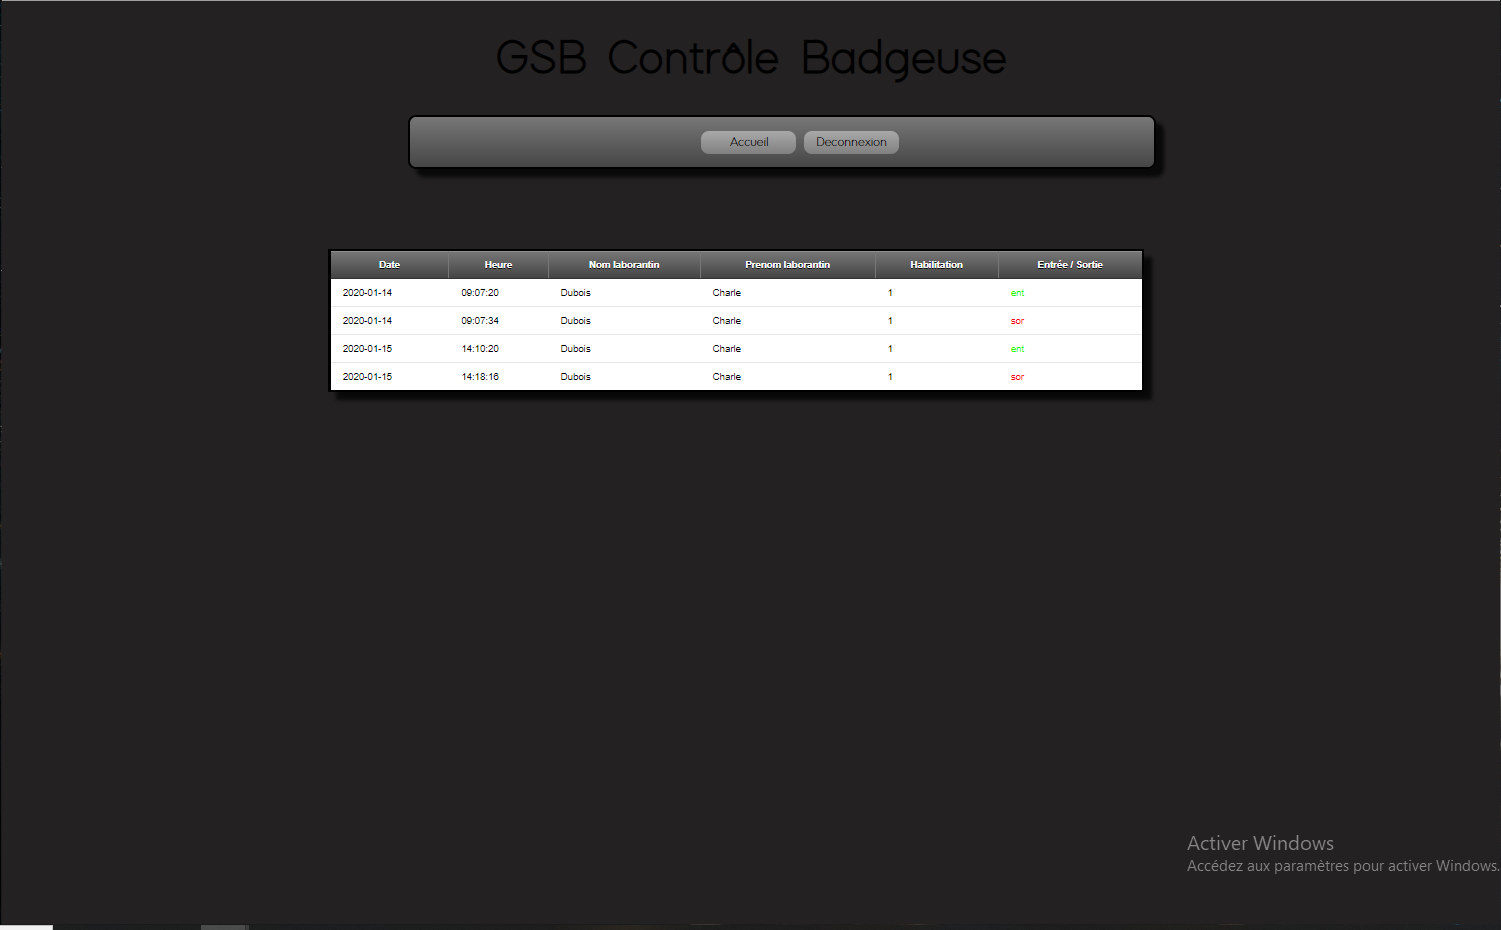 GSB Contrôle Badgeuse
Accueil Deconnexion
Date Heure Nom laborantin Prenom laborantin Habilitation Entrée / Sortie
2020-01-14 09:07:20 Dubois Charle 1 ent
2020-01-14 09:07:34 Dubois Charle 1 sor
2020-01-15 14:10:20 Dubois Charle 1 ent
2020-01-15 14:18:16 Dubois Charle 1 sor
Activer Windows
Accédez aux paramètres pour activer Windows.